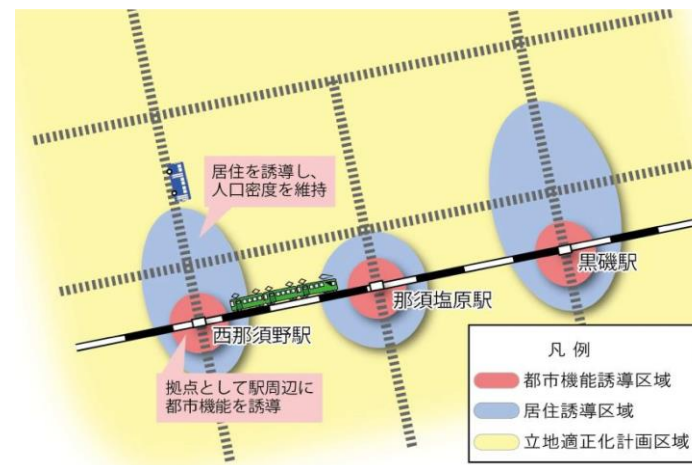 居住を誘導し、
人口密度を維持
黒磯駅
那須塩原駅
西那須野駅
拠点として駅周辺に
都市機能を誘導
凡 例
都市機能誘導区域
居住誘導区域
立地適正化計画区域